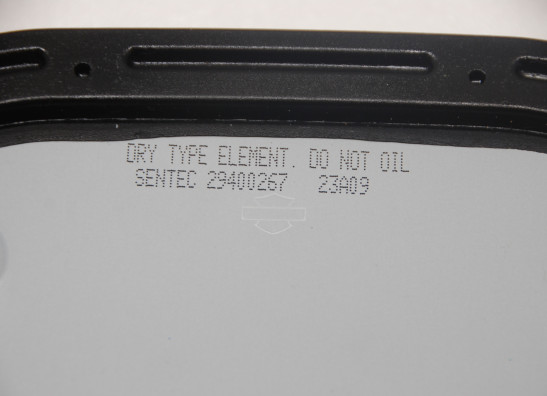 DRY TYPE ELEMENT. DO NOT OIL
SENTEC 29400267 23A09